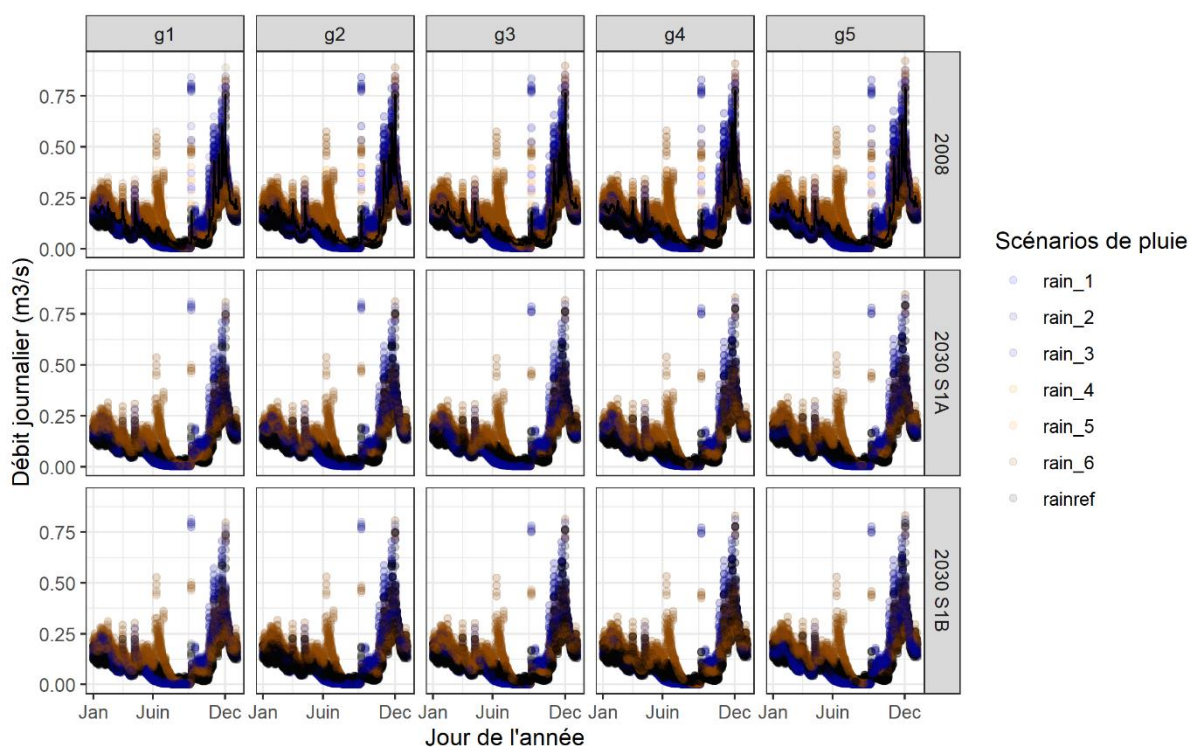 g1 g2 g3 g4 g5
0.75
0.50
0.25
0.00
2008
0.75
0.50
0.25
0.00
2030 S1A
0.75
0.50
0.25
0.00
2030 S1B
Débit journalier (m3/s)
Jan Juin Dec Jan Juin Dec Jan Juin Dec Jan Juin Dec Jan Juin Dec
Jour de l'année
Scénarios de pluie
rain_1
rain_2
rain_3
rain_4
rain_5
rain_6
rainref